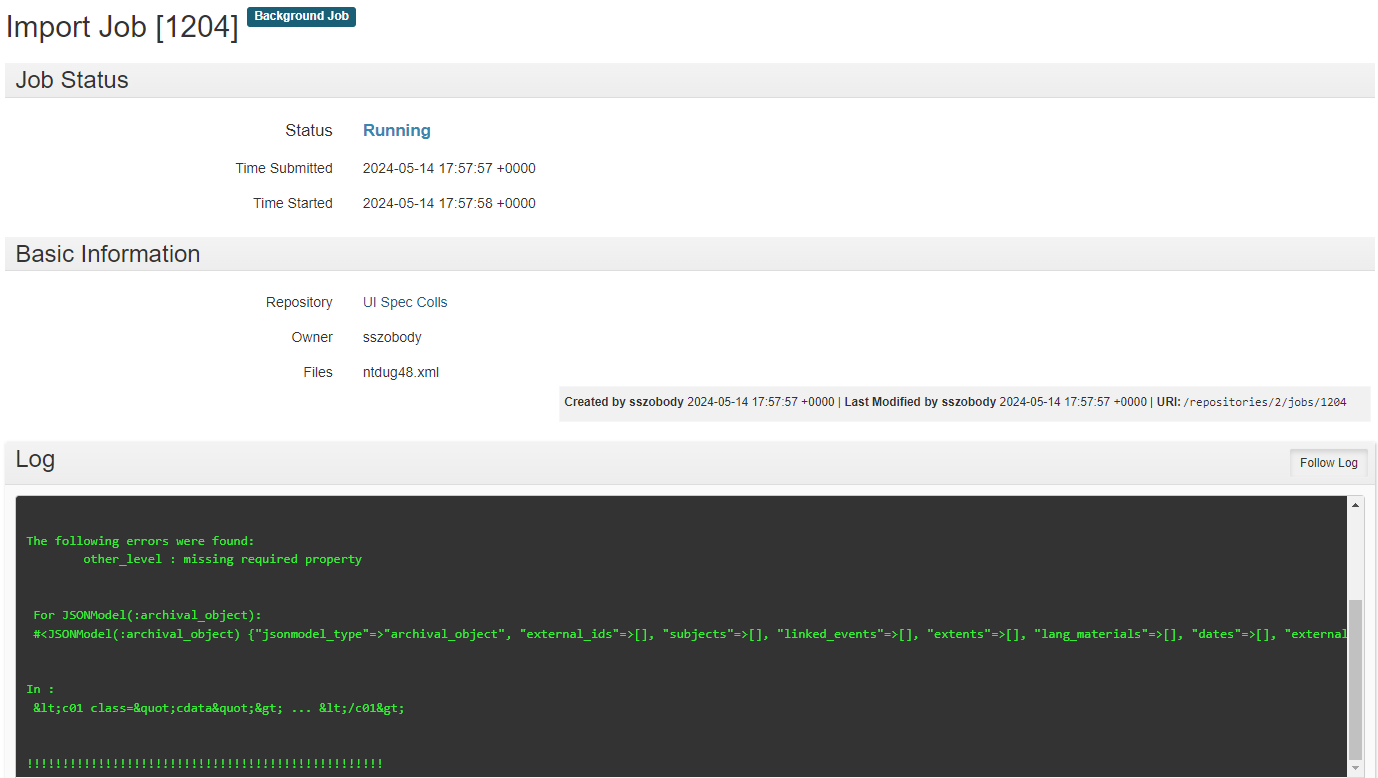 Import Job [1204] Background Job
Job Status
Status Running
Time Submitted 2024-05-14 17:57:57 +0000
Time Started 2024-05-14 17:57:58 +0000
Basic Information
Repository UI Spec Colls
Owner sszobody
Files ntdug48.xml
Created by sszobody 2024-05-14 17:57:57 +0000 | Last Modified by sszobody 2024-05-14 17:57:57 +0000 | URI: /repositories/2/jobs/1204
Log Follow Log
The following errors were found:
other_level : missing required property
For JSONModel(:archival_object):
#<JSONModel(:archival_object) {"jsonmodel_type"=>"archival_object", "external_ids"=>[], "subjects"=>[], "linked_events"=>[], "extents"=>[], "lang_materials"=>[], "dates"=>[], "external
In :
&lt;c01 class=&quot;cdata&quot;&gt; ... &lt;/c01&gt;
!!!!!!!!!!!!!!!!!!!!!!!!!!!!!!!!!!!!!!!!!!!!!!!!!!